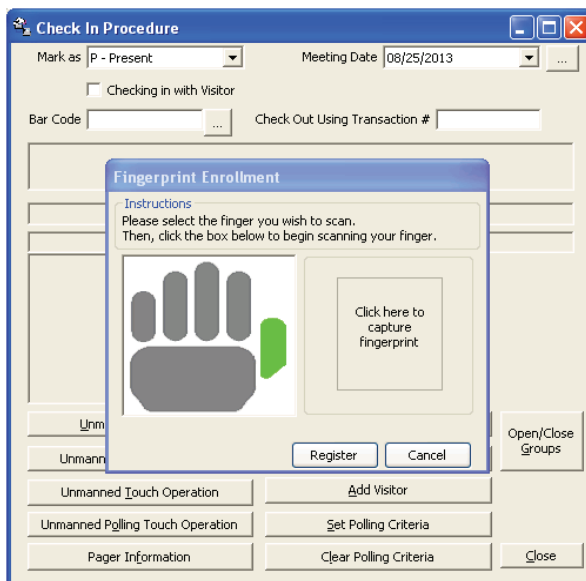 Check In Procedure
Mark as P - Present Meeting Date 08/25/2013 ...
Checking in with Visitor
Bar Code ... Check Out Using Transaction #
Fingerprint Enrollment
Instructions
Please select the finger you wish to scan.
Then, click the box below to begin scanning your finger.
Click here to
capture
fingerprint
Register Cancel
Open/Close
Groups
Unmanned Touch Operation Add Visitor
Unmanned Polling Touch Operation Set Polling Criteria
Pager Information Clear Polling Criteria Close